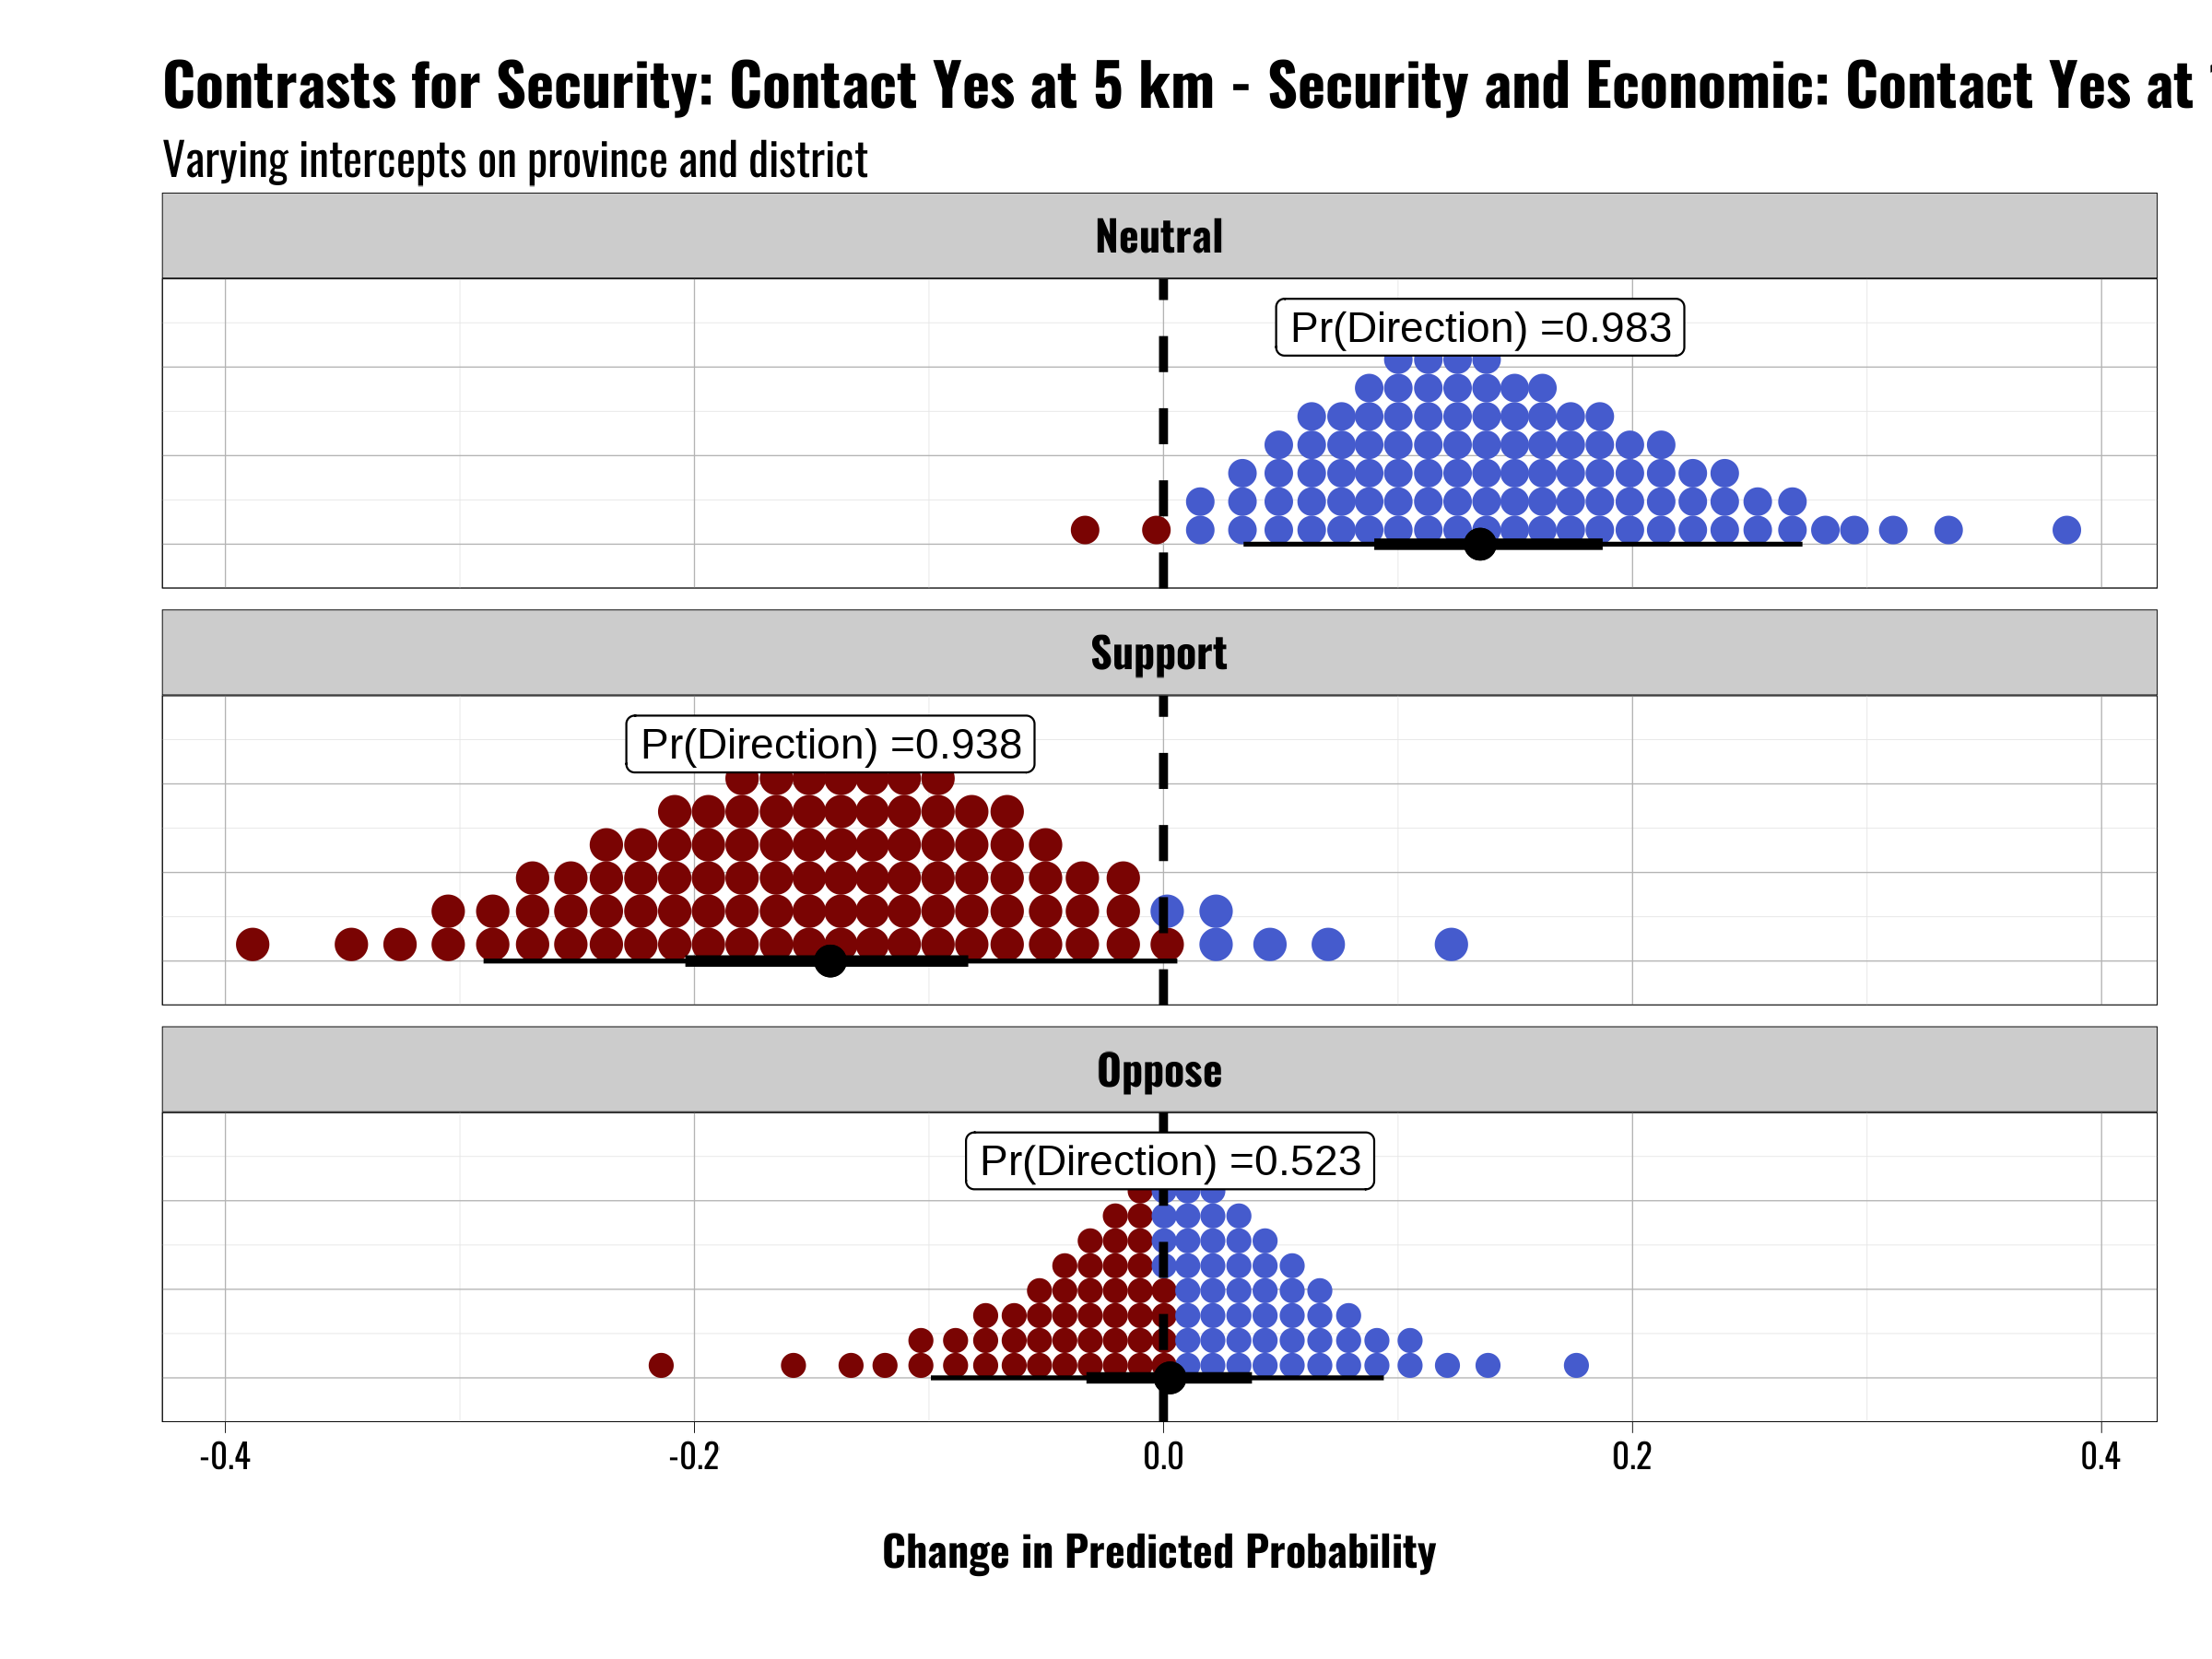 Contrasts for Security: Contact Yes at 5 km - Security and Economic: Contact Yes at
Varying intercepts on province and district
Neutral
Pr(Direction) =0.983
Support
Pr(Direction) =0.938
Oppose
Pr(Direction) =0.523
-0.4 -0.2 0.0 0.2 0.4
Change in Predicted Probability